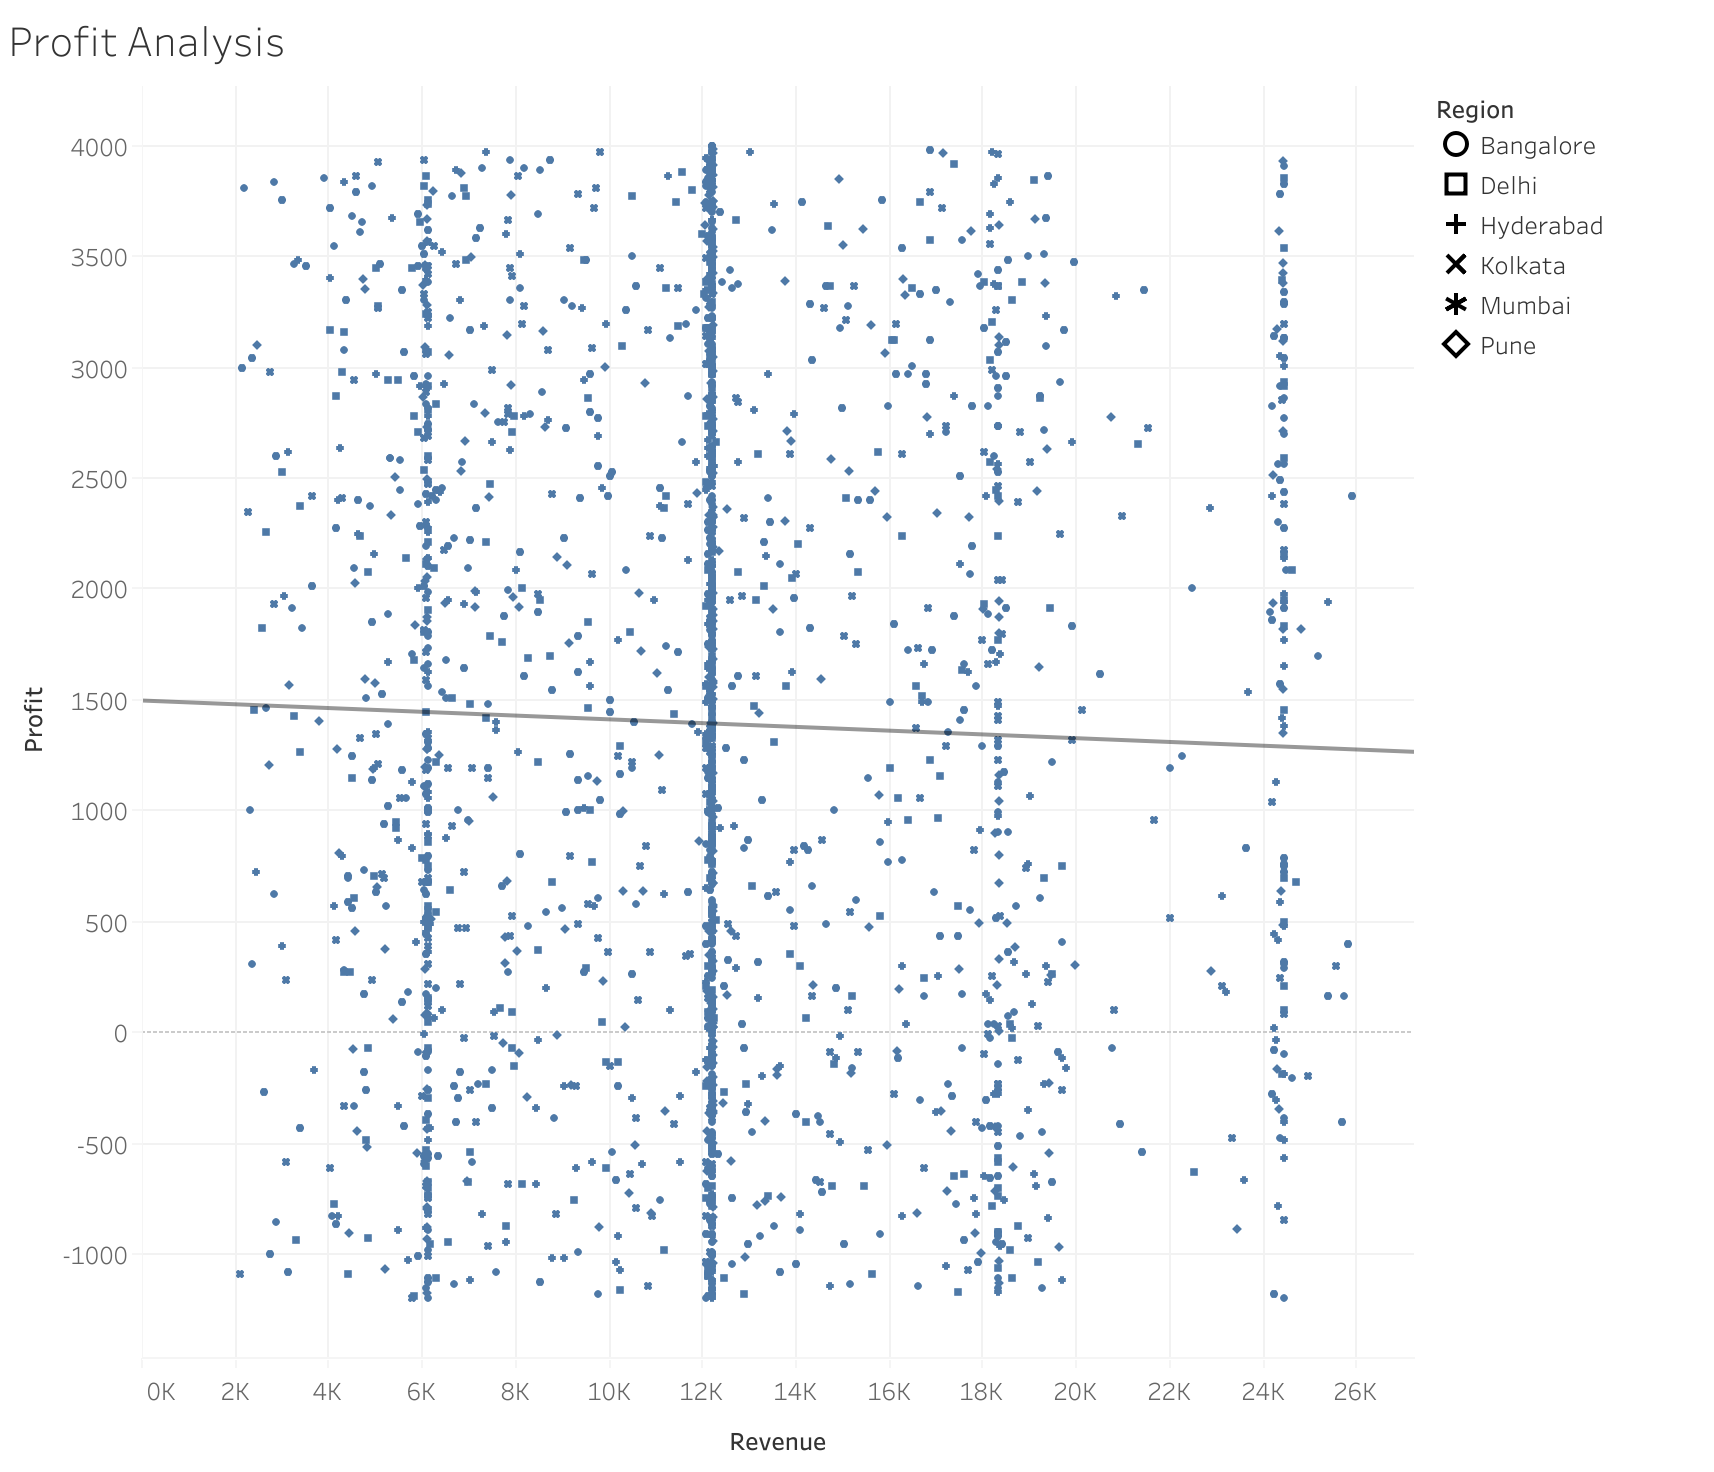 Profit Analysis
Region
Bangalore
Delhi
Hyderabad
Kolkata
Mumbai
Pune
4000
3500
3000
2500
2000
1500
1000
500
0
-500
-1000
Profit
0K 2K 4K 6K 8K 10K 12K 14K 16K 18K 20K 22K 24K 26K
Revenue